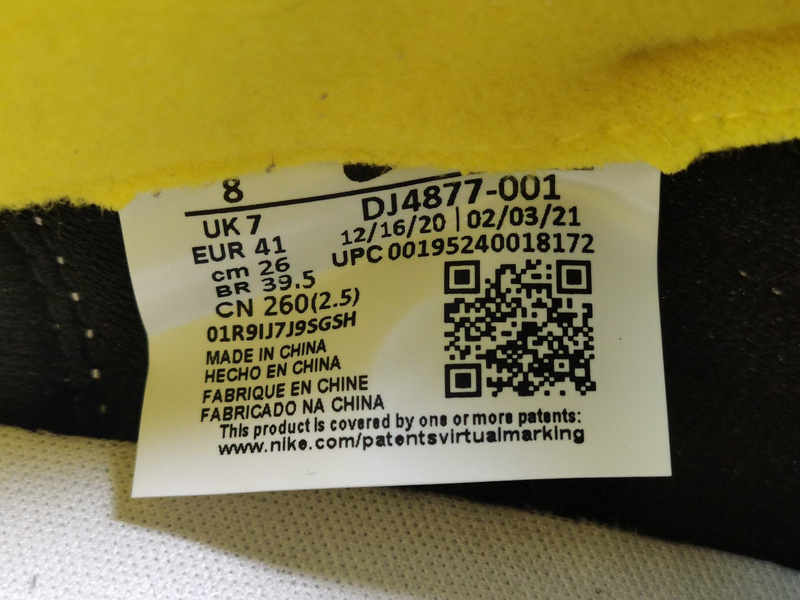 8
DJ4877-001
UK 7
12/16/20 | 02/03/21
EUR 41
UPC 00195240018172
cm 26
BR 39.5
CN 260(2.5)
01R9IJ7J9SGSH
MADE IN CHINA
HECHO EN CHINA
FABRIQUE EN CHINE
FABRICADO NA CHINA
This product is covered by one or more patents:
www.nike.com/patentsvirtualmarking